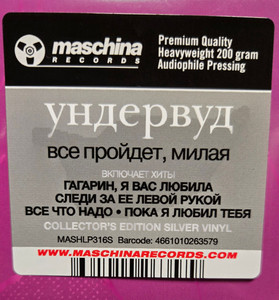 maschina
RECORDS
Premium Quality
Heavyweight 200 gram
Audiophile Pressing
ундервуд
все пройдет, милая
ВКЛЮЧАЕТ ХИТЫ
ГАГАРИН, Я ВАС ЛЮБИЛА
СЛЕДИ ЗА ЕЕ ЛЕВОЙ РУКОЙ
ВСЕ ЧТО НАДО • ПОКА Я ЛЮБИЛ ТЕБЯ
COLLECTOR'S EDITION SILVER VINYL
MASHLP316S Barcode: 4661010263579
WWW.MASCHINARECORDS.COM